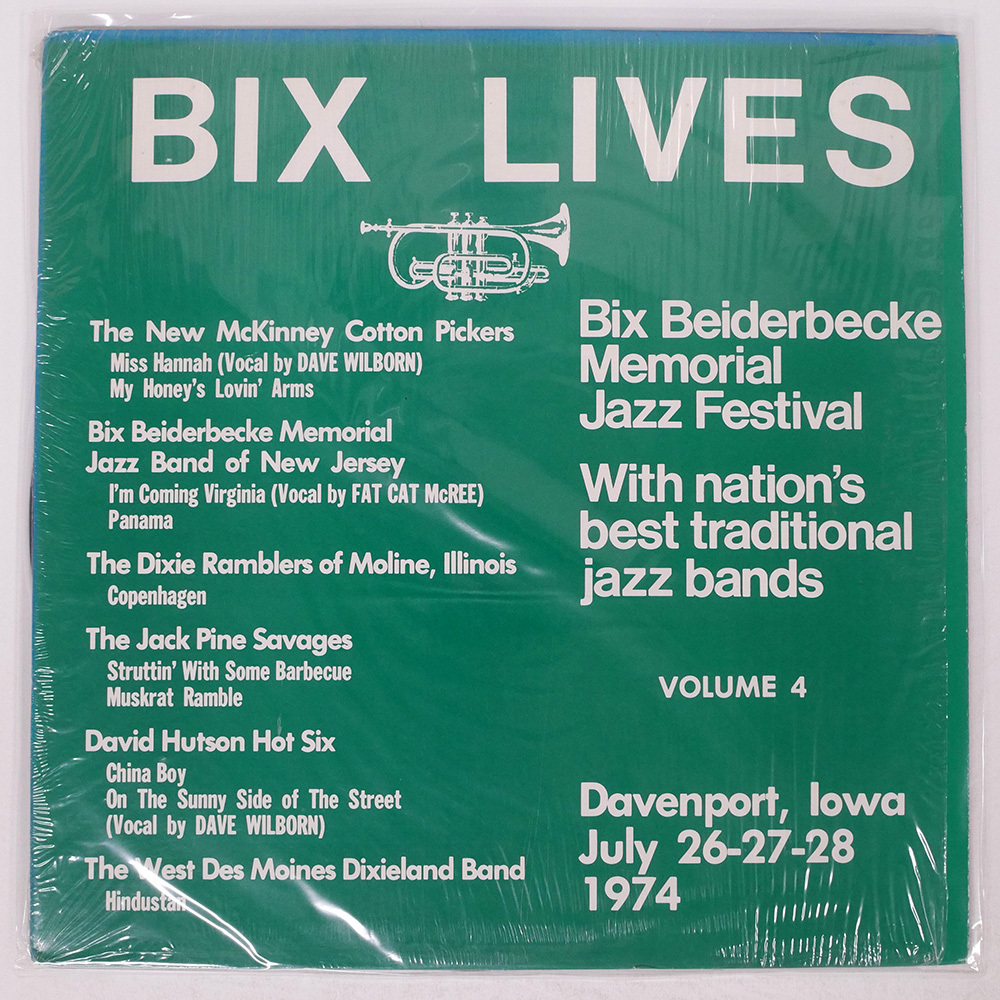 BIX LIVES
The New McKinney Cotton Pickers
Miss Hannah (Vocal by DAVE WILBORN)
My Honey's Lovin' Arms
Bix Beiderbecke Memorial
Jazz Band of New Jersey
I'm Coming Virginia (Vocal by FAT CAT McREE)
Panama
The Dixie Ramblers of Moline, Illinois
Copenhagen
The Jack Pine Savages
Struttin' With Some Barbecue
Muskrat Ramble
David Hutson Hot Six
China Boy
On The Sunny Side of The Street
(Vocal by DAVE WILBORN)
The West Des Moines Dixieland Band
Hindustan
Bix Beiderbecke
Memorial
Jazz Festival
With nation's
best traditional
jazz bands
VOLUME 4
Davenport, Iowa
July 26-27-28
1974